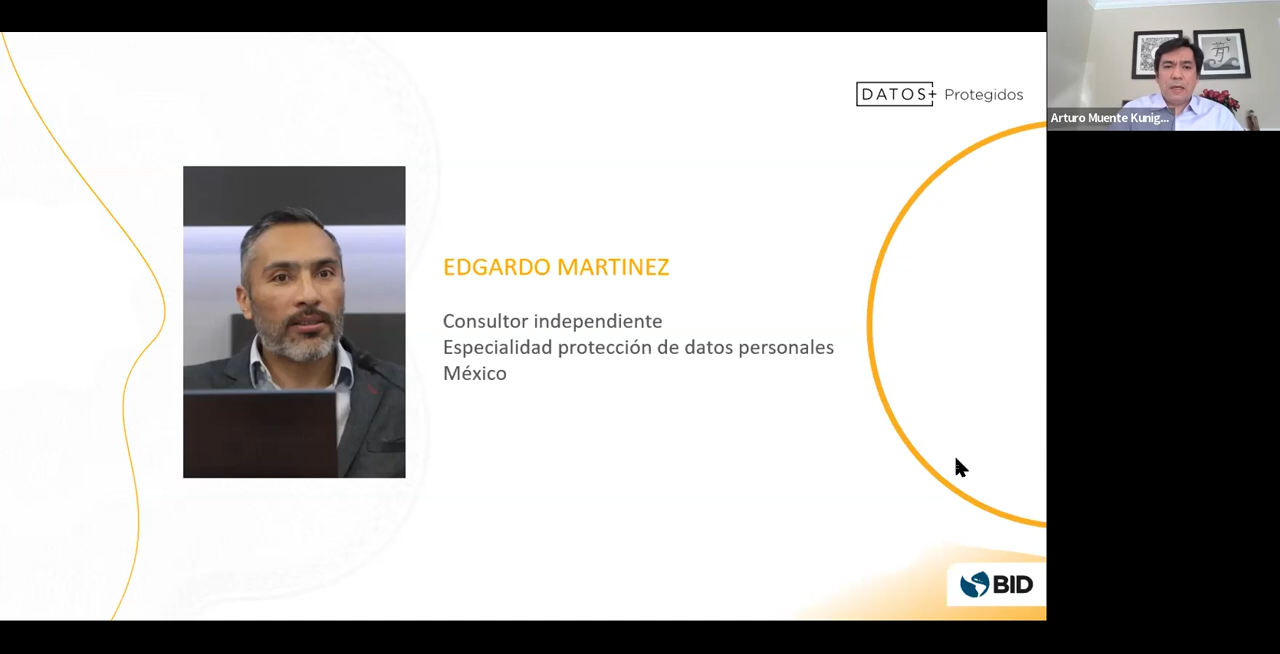 DATOS+ Protegidos
Arturo Muente Kunig...
EDGARDO MARTINEZ
Consultor independiente
Especialidad protección de datos personales
México
BID